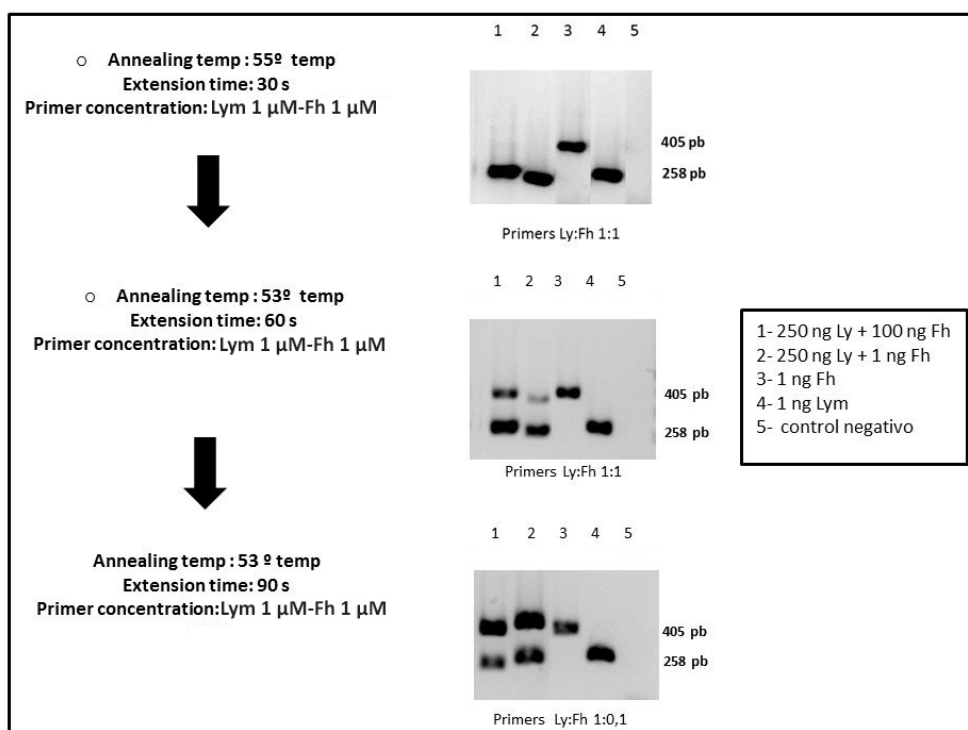 1 2 3 4 5
○ Annealing temp : 55º temp
Extension time: 30 s
Primer concentration: Lym 1 µM-Fh 1 µM
405 pb
258 pb
Primers Ly:Fh 1:1
1 2 3 4 5
○ Annealing temp : 53º temp
Extension time: 60 s
Primer concentration: Lym 1 µM-Fh 1 µM
405 pb
258 pb
Primers Ly:Fh 1:1
1- 250 ng Ly + 100 ng Fh
2- 250 ng Ly + 1 ng Fh
3- 1 ng Fh
4- 1 ng Lym
5- control negativo
1 2 3 4 5
Annealing temp : 53 º temp
Extension time: 90 s
Primer concentration:Lym 1 µM-Fh 1 µM
405 pb
258 pb
Primers Ly:Fh 1:0,1